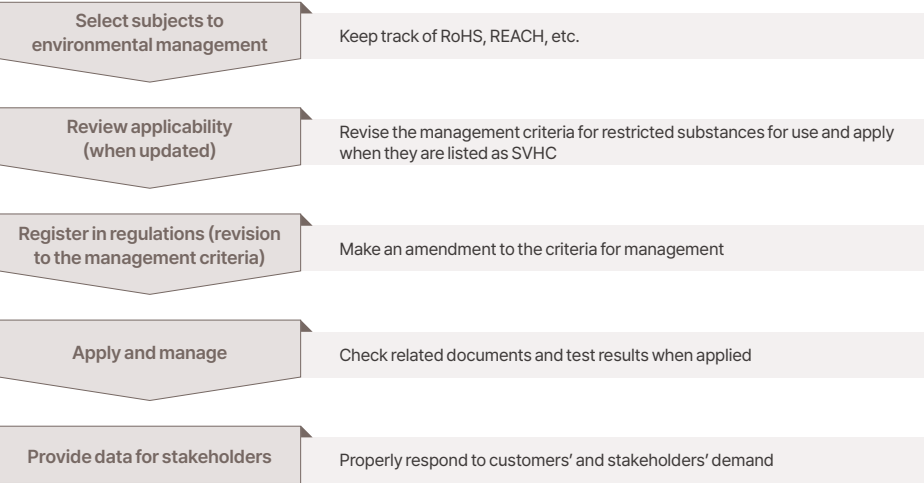 Select subjects to
environmental management
Keep track of RoHS, REACH, etc.
Review applicability
(when updated)
Revise the management criteria for restricted substances for use and apply
when they are listed as SVHC
Register in regulations (revision
to the management criteria)
Make an amendment to the criteria for management
Apply and manage
Check related documents and test results when applied
Provide data for stakeholders
Properly respond to customers’ and stakeholders’ demand